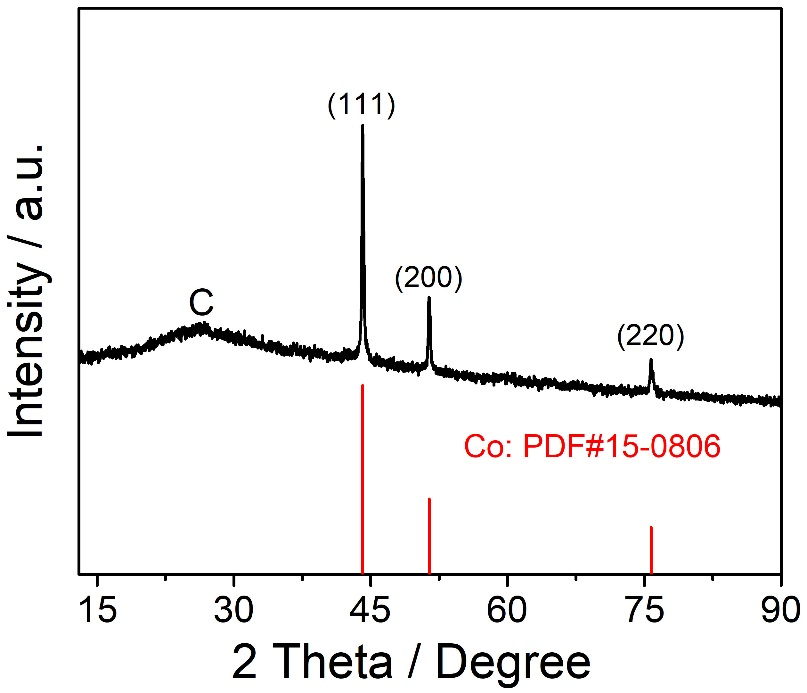 (111)
(200)
C
(220)
Co: PDF#15-0806
Intensity / a.u.
15 30 45 60 75 90
2 Theta / Degree